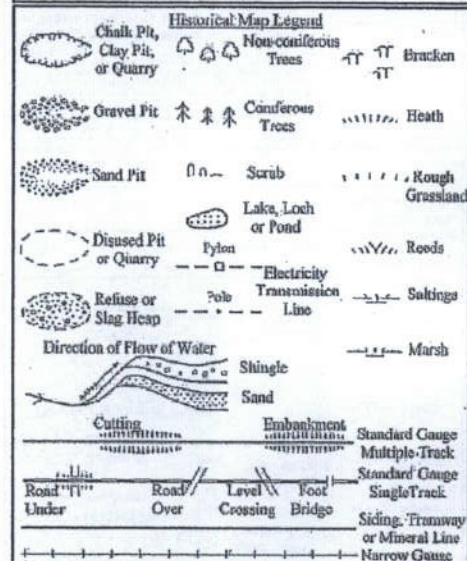 Historical Map Legend
Chalk Pit,
Clay Pit,
or Quarry
Non-coniferous
Trees
Bracken
Gravel Pit
Coniferous
Trees
Heath
Sand Pit
Scrub
Rough
Grassland
Lake, Loch
or Pond
Disused Pit
or Quarry
Pylon
Electricity
Transmission
Line
Pole
Reeds
Refuse or
Slag Heap
Saltings
Direction of Flow of Water
Shingle
Sand
Marsh
Cutting
Embankment
Standard Gauge
Multiple Track
Standard Gauge
Single Track
Road
Under
Road
Over
Level
Crossing
Foot
Bridge
Siding, Tramway
or Mineral Line
Narrow Gauge